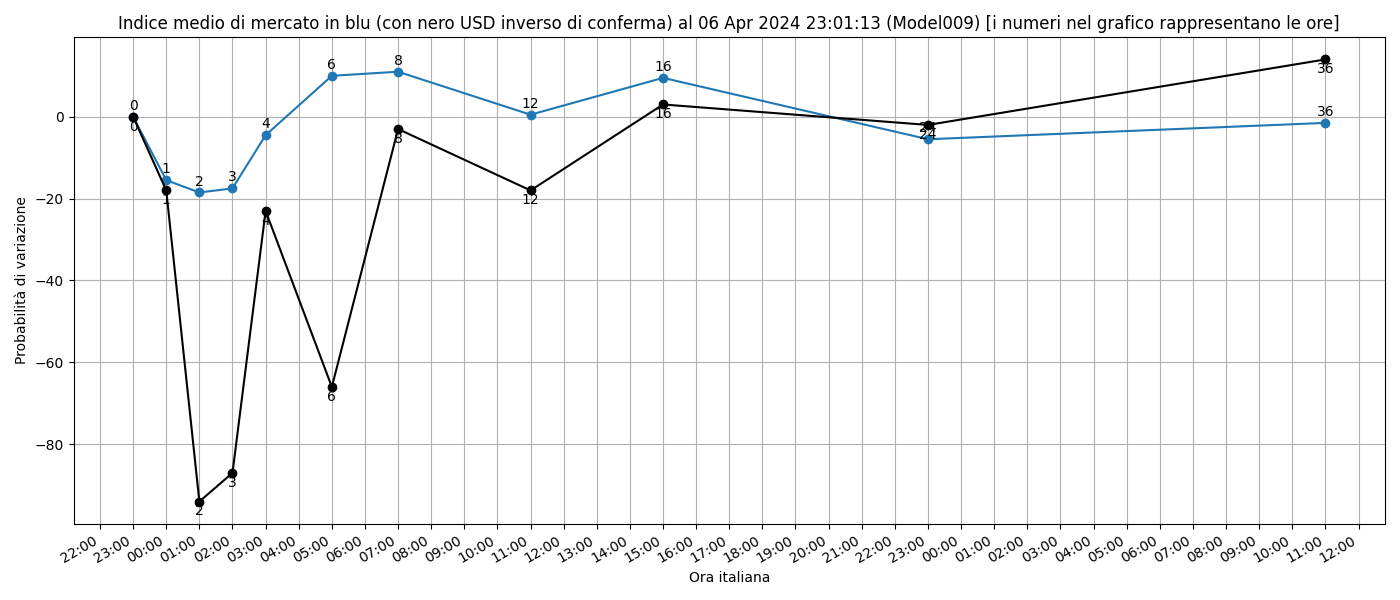 Indice medio di mercato in blu (con nero USD inverso di conferma) al 06 Apr 2024 23:01:13 (Model009) [i numeri nel grafico rappresentano le ore]
Probabilità di variazione
0
−20
−40
−60
−80
0 1 2 3 4 6 8 12 16 24 36
0 1 2 3 4 6 8 12 16 24 36
22:00 23:00 00:00 01:00 02:00 03:00 04:00 05:00 06:00 07:00 08:00 09:00 10:00 11:00 12:00 13:00 14:00 15:00 16:00 17:00 18:00 19:00 20:00 21:00 22:00 23:00 00:00 01:00 02:00 03:00 04:00 05:00 06:00 07:00 08:00 09:00 10:00 11:00 12:00
Ora italiana